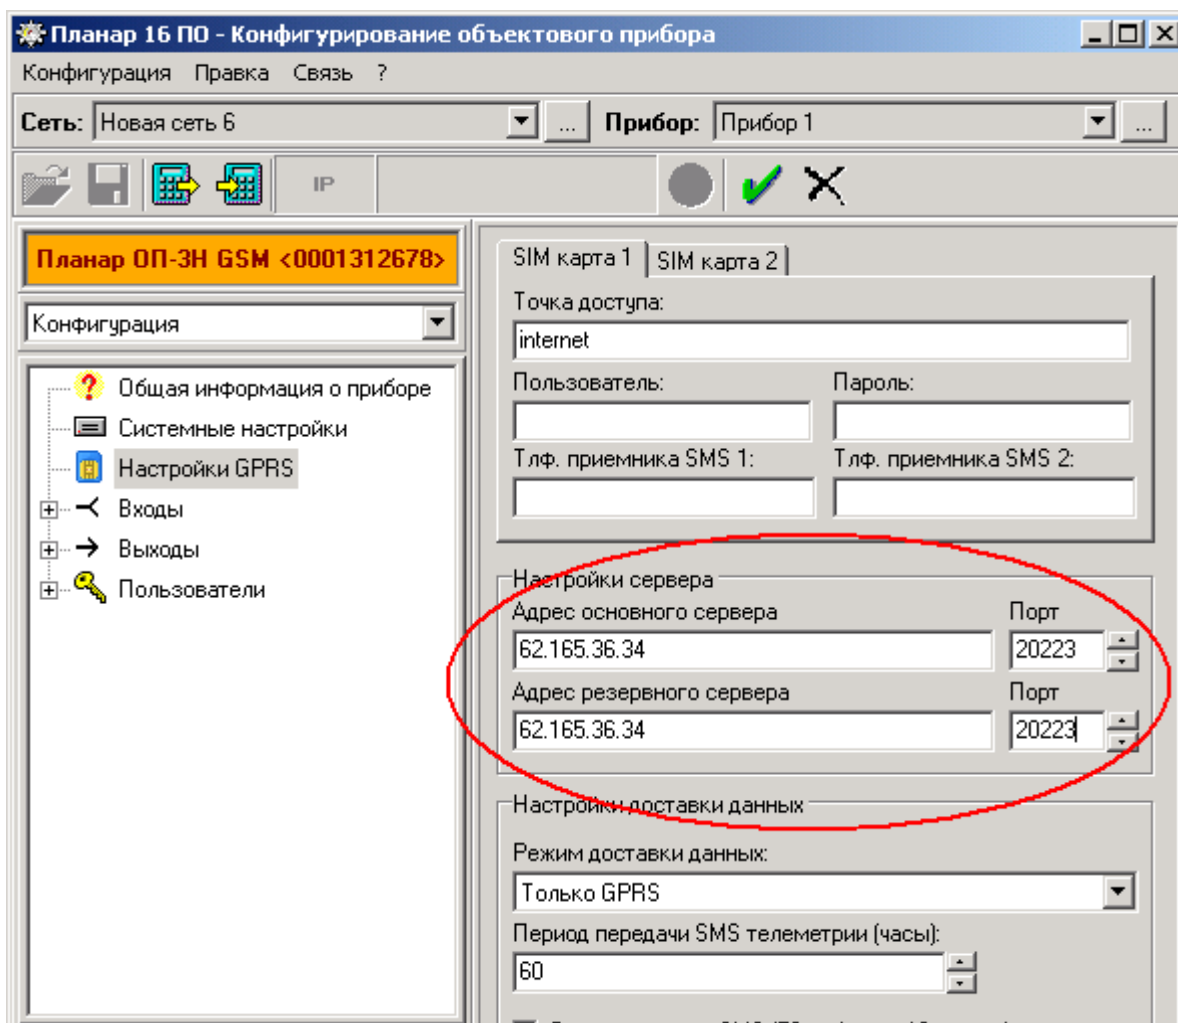 Планар 16 ПО - Конфигурирование объектового прибора
Конфигурация Правка Связь ?
Сеть: Новая сеть 6 ... Прибор: Прибор 1 ...
IP
Планар ОП-3Н GSM <0001312678>
Конфигурация
Общая информация о приборе
Системные настройки
Настройки GPRS
Входы
Выходы
Пользователи
SIM карта 1 SIM карта 2
Точка доступа:
internet
Пользователь: Пароль:
Тлф. приемника SMS 1: Тлф. приемника SMS 2:
Настройки сервера
Адрес основного сервера Порт
62.165.36.34 20223
Адрес резервного сервера Порт
62.165.36.34 20223
Настройки доставки данных
Режим доставки данных:
Только GPRS
Период передачи SMS телеметрии (часы):
60